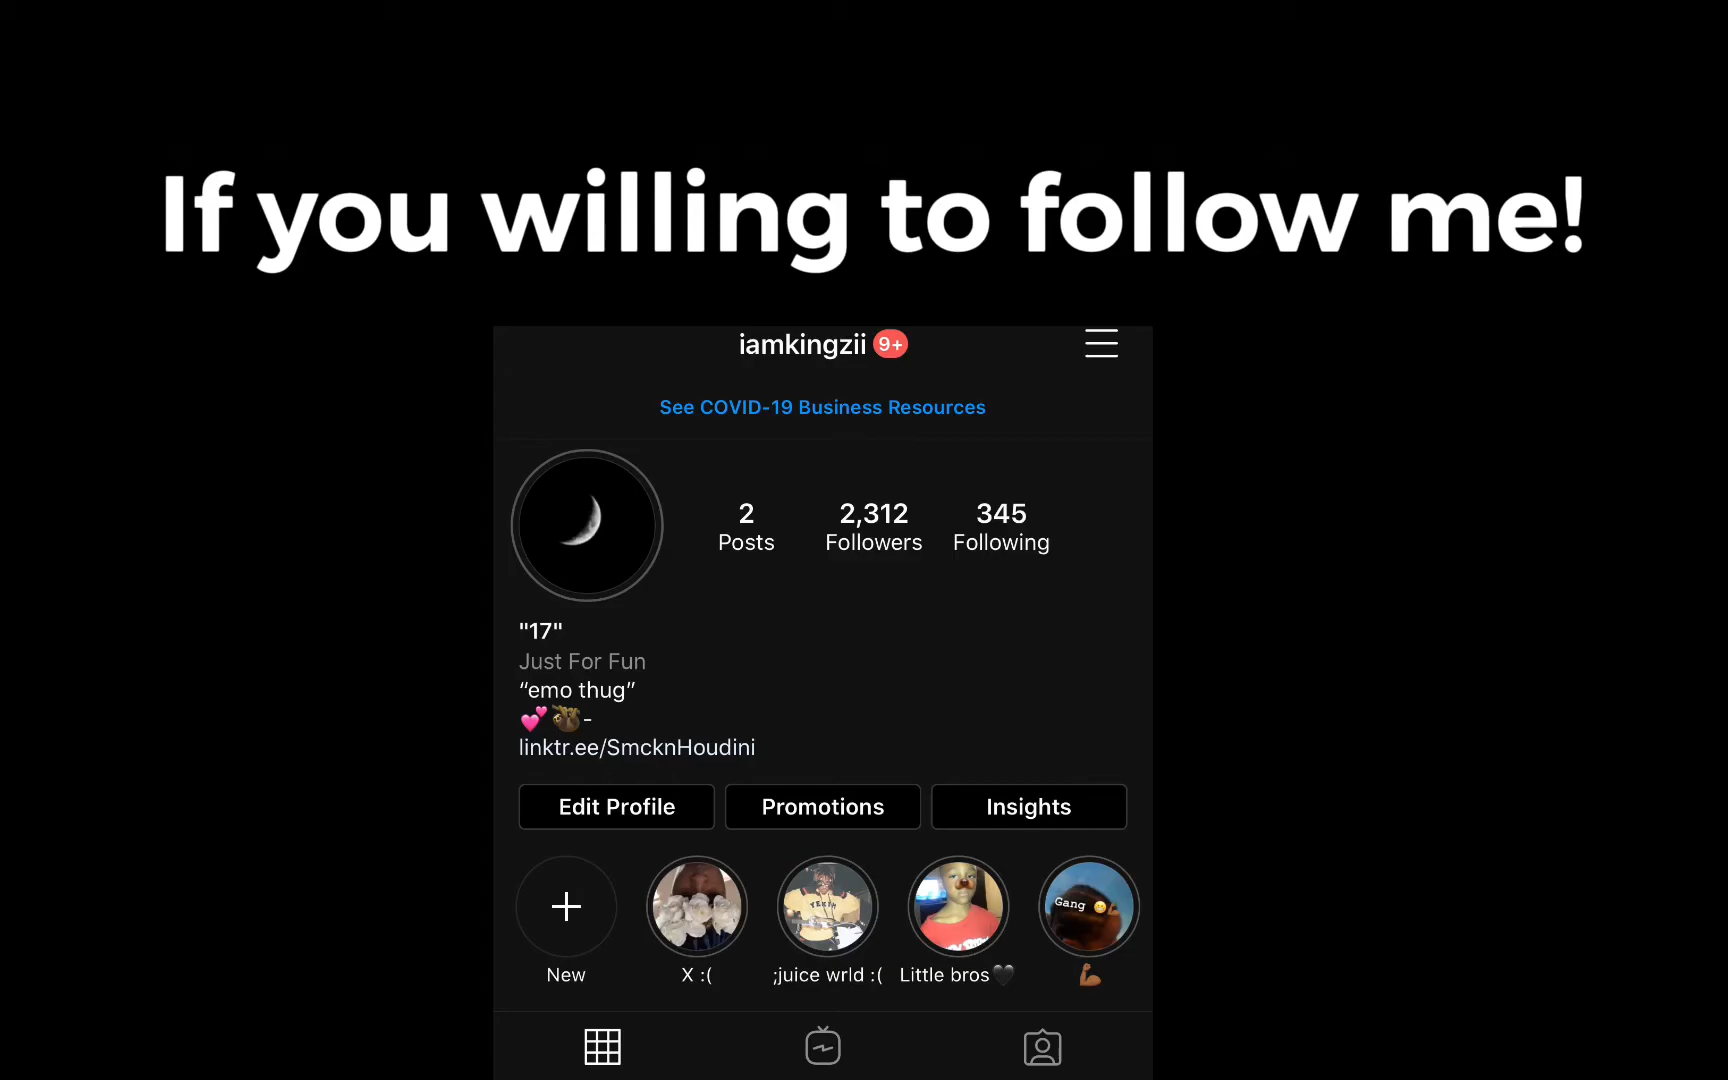 If you willing to follow me!
iamkingzii 9+
See COVID-19 Business Resources
2 2,312 345
Posts Followers Following
"17"
Just For Fun
“emo thug”
💕🦥-
linktr.ee/SmcknHoudini
Edit Profile Promotions Insights
Gang 🤭
New X :( ;juice wrld :( Little bros🖤 💪🏾